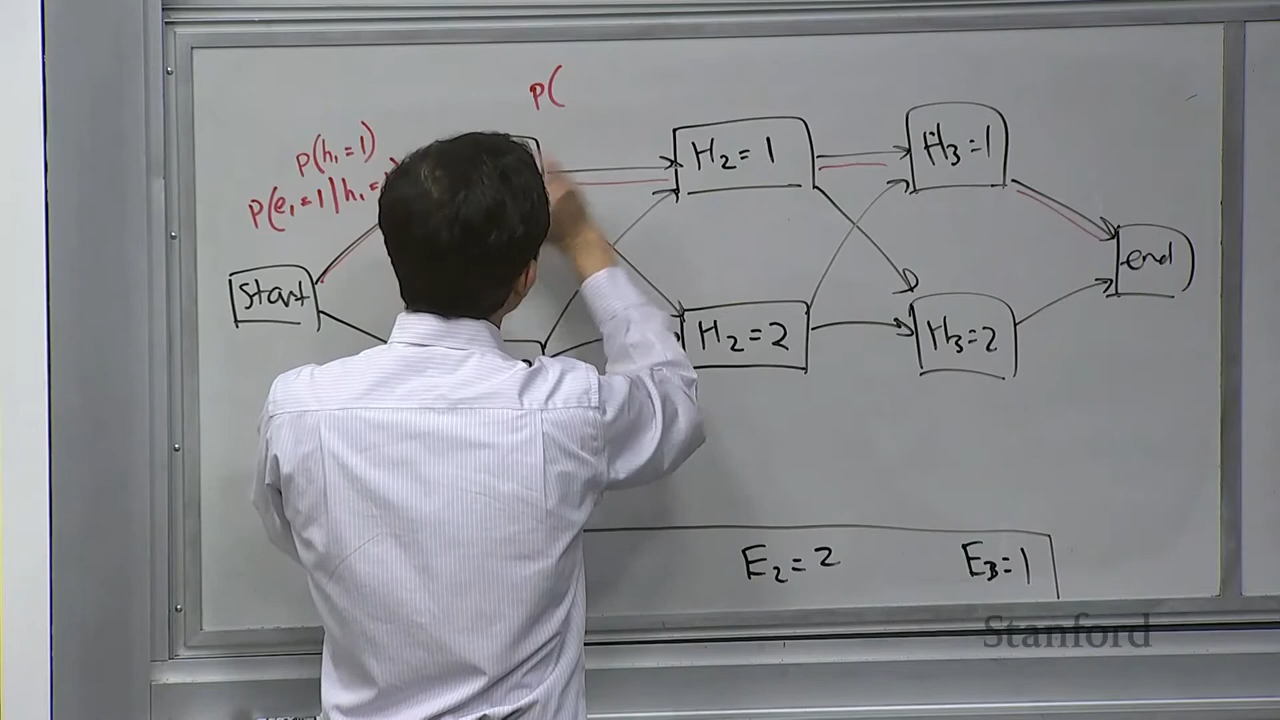 P(
P(h₁=1)
P(e₁=1|h₁=
H₂=1
H₃=1
Start
end
H₂=2
H₃=2
E₂=2
E₃=1
Stanford